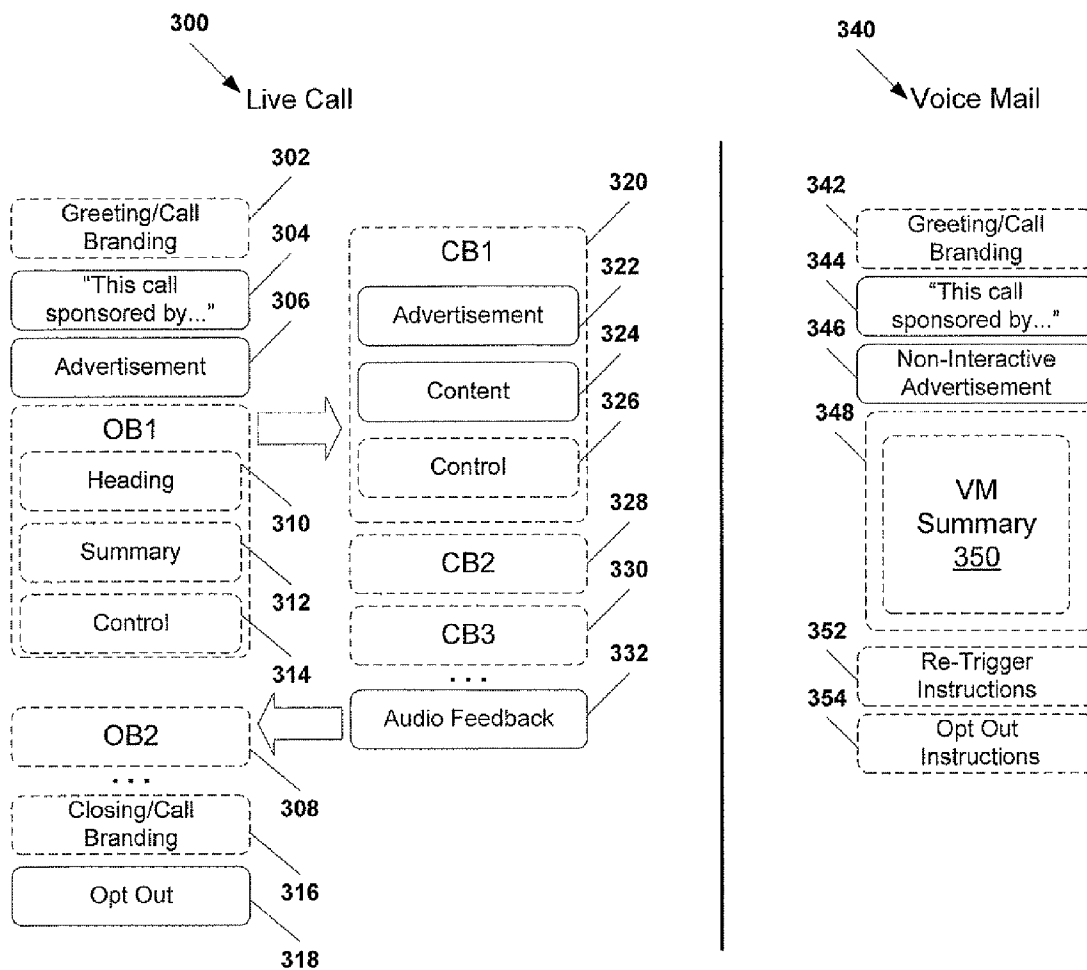 300
Live Call
302
Greeting/Call
Branding
304
"This call
sponsored by..."
306
Advertisement
OB1
Heading
310
Summary
312
Control
314
OB2
...
308
Closing/Call
Branding
316
Opt Out
318
320
CB1
322
Advertisement
324
Content
326
Control
328
CB2
330
CB3
332
...
Audio Feedback
340
Voice Mail
342
Greeting/Call
Branding
344
"This call
sponsored by..."
346
Non-Interactive
Advertisement
348
VM
Summary
350
352
Re-Trigger
Instructions
354
Opt Out
Instructions